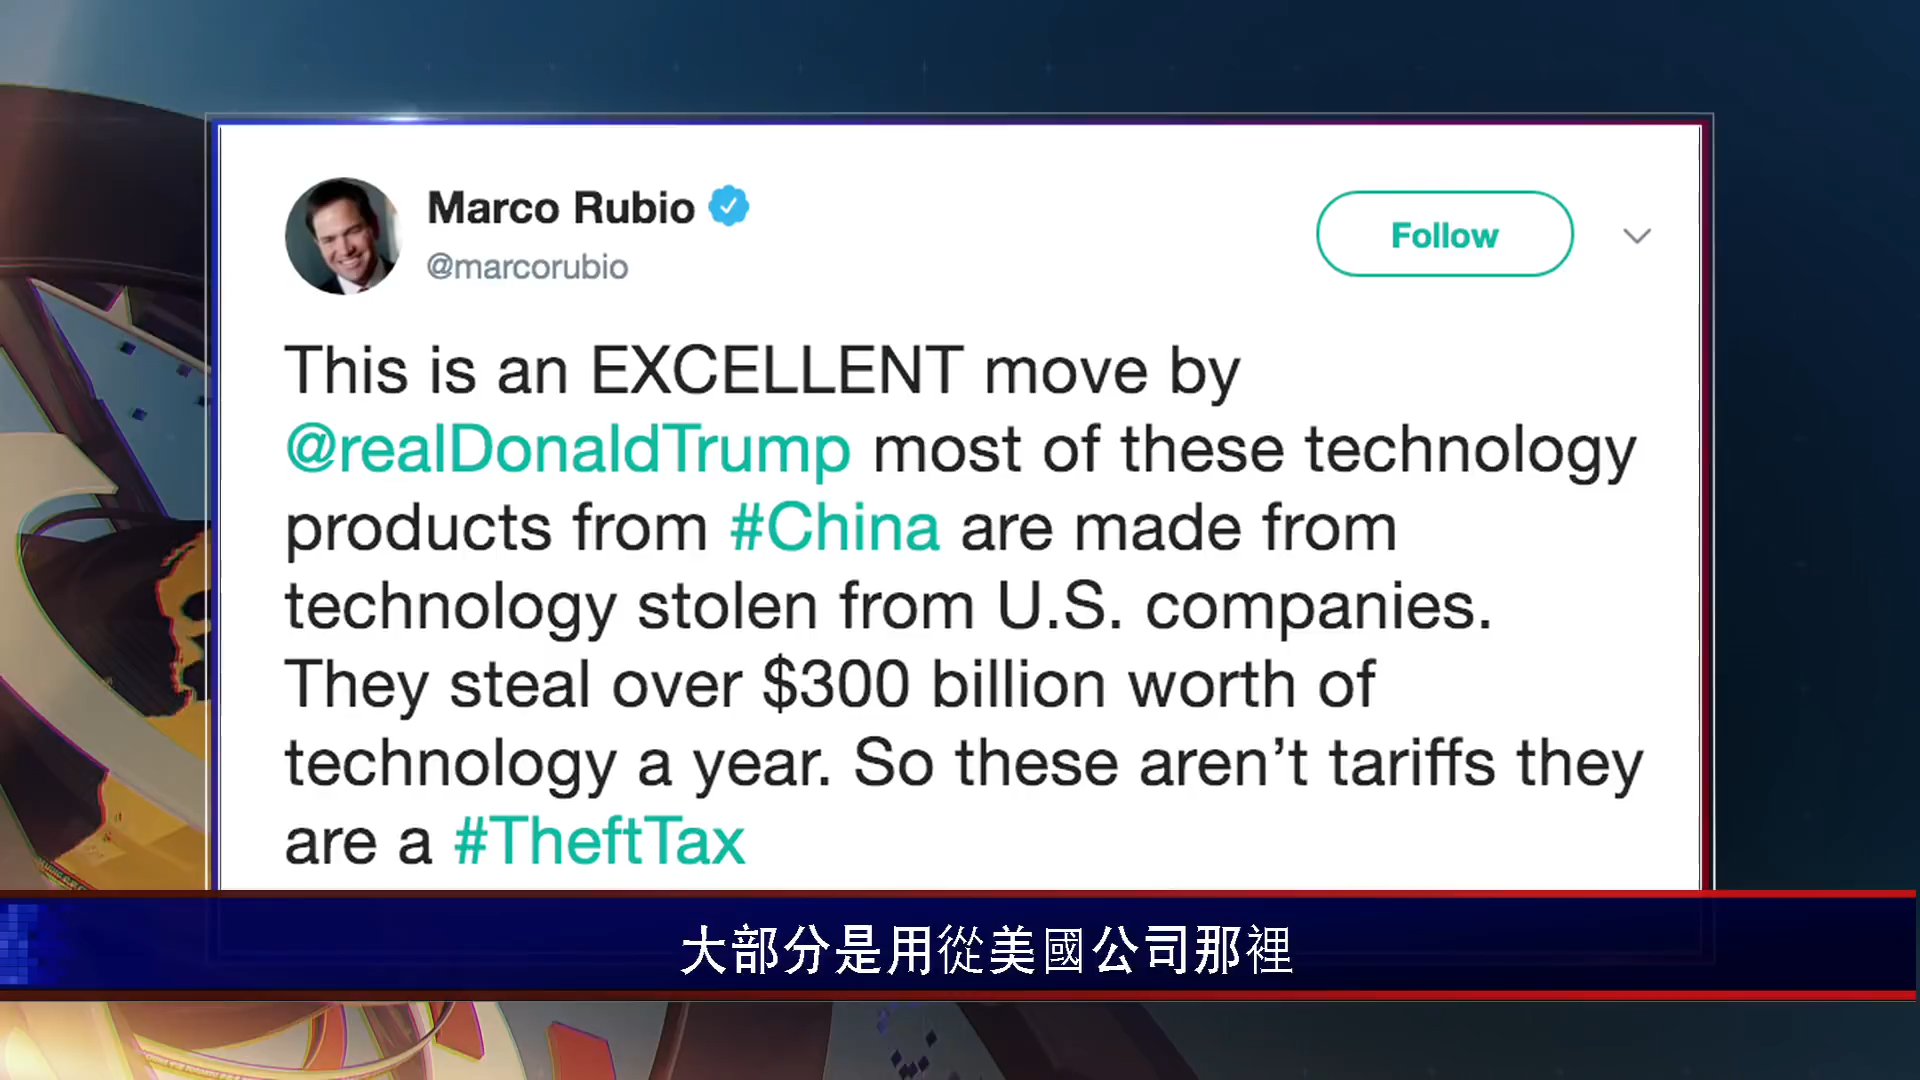 Marco Rubio
@marcorubio
Follow
This is an EXCELLENT move by
@realDonaldTrump most of these technology
products from #China are made from
technology stolen from U.S. companies.
They steal over $300 billion worth of
technology a year. So these aren’t tariffs they
are a #TheftTax
大部分是用從美國公司那裡